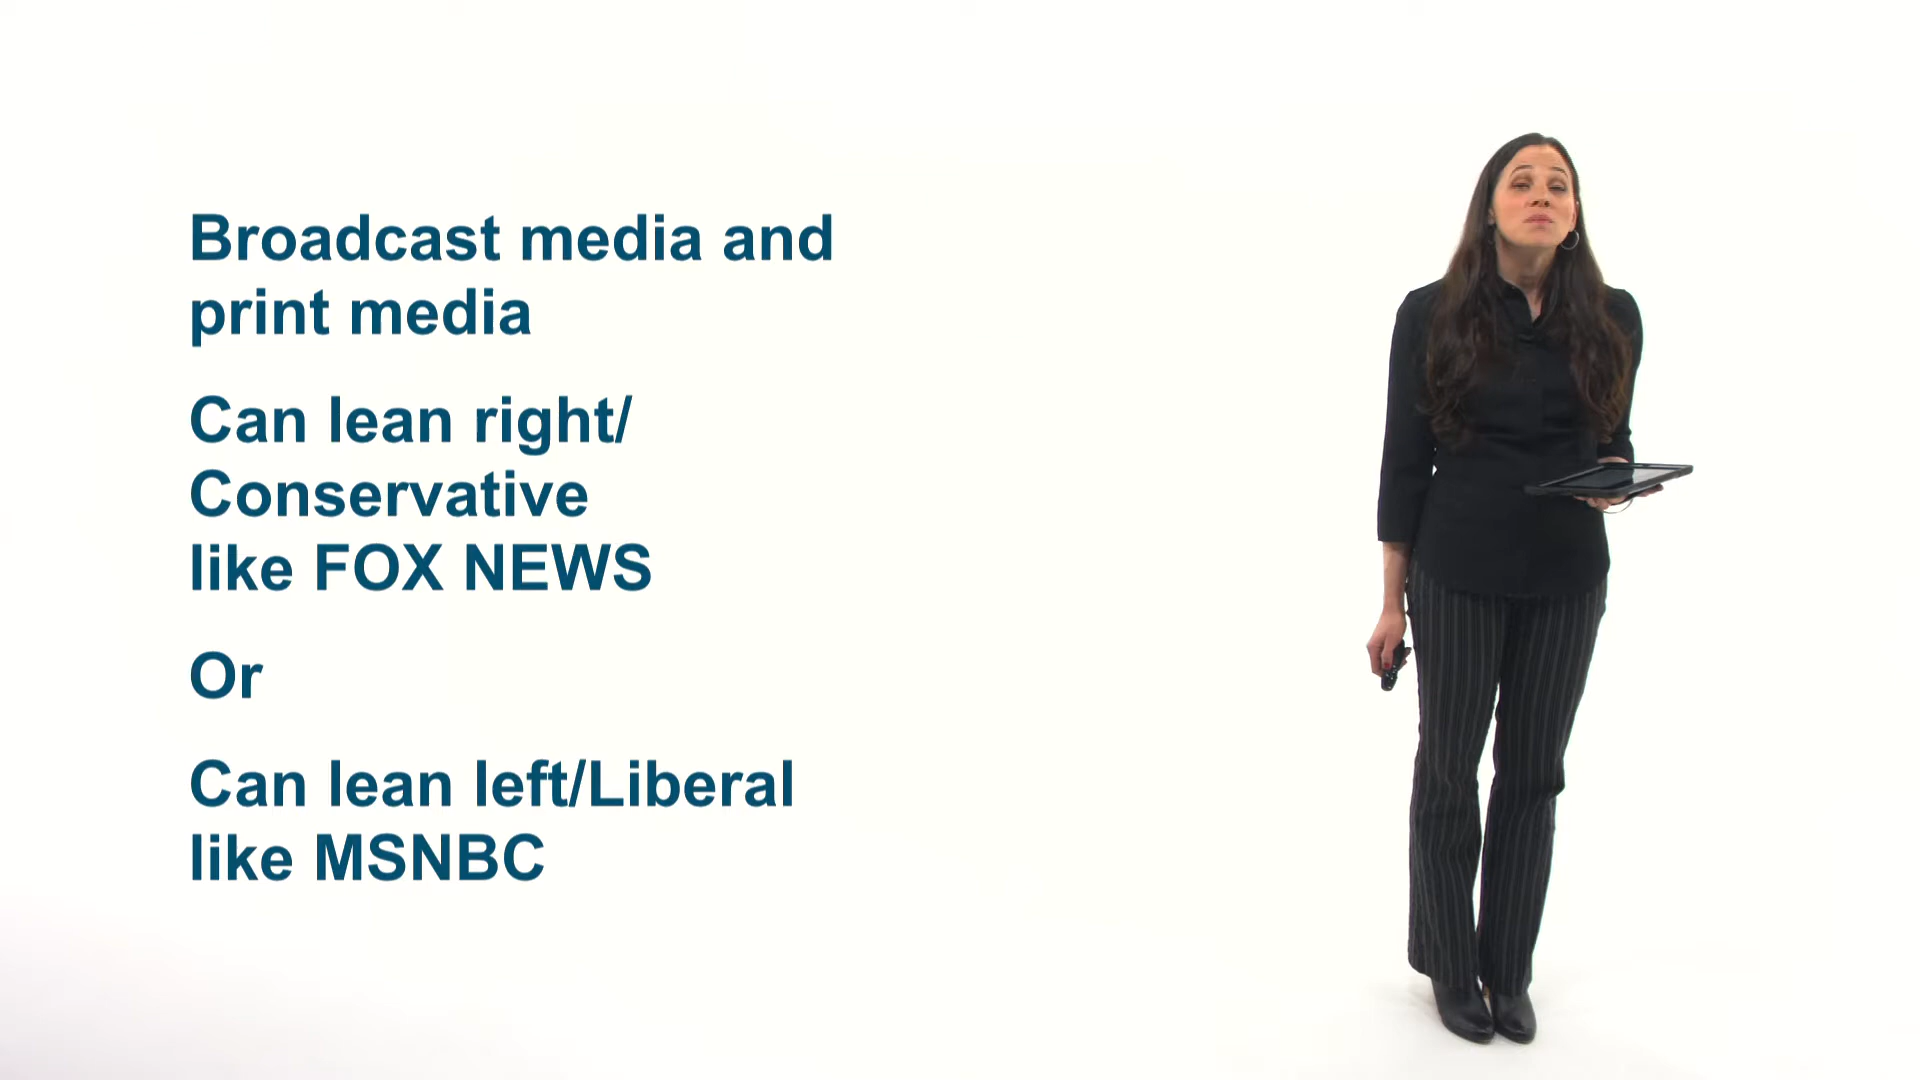 Broadcast media and
print media
Can lean right/
Conservative
like FOX NEWS
Or
Can lean left/Liberal
like MSNBC